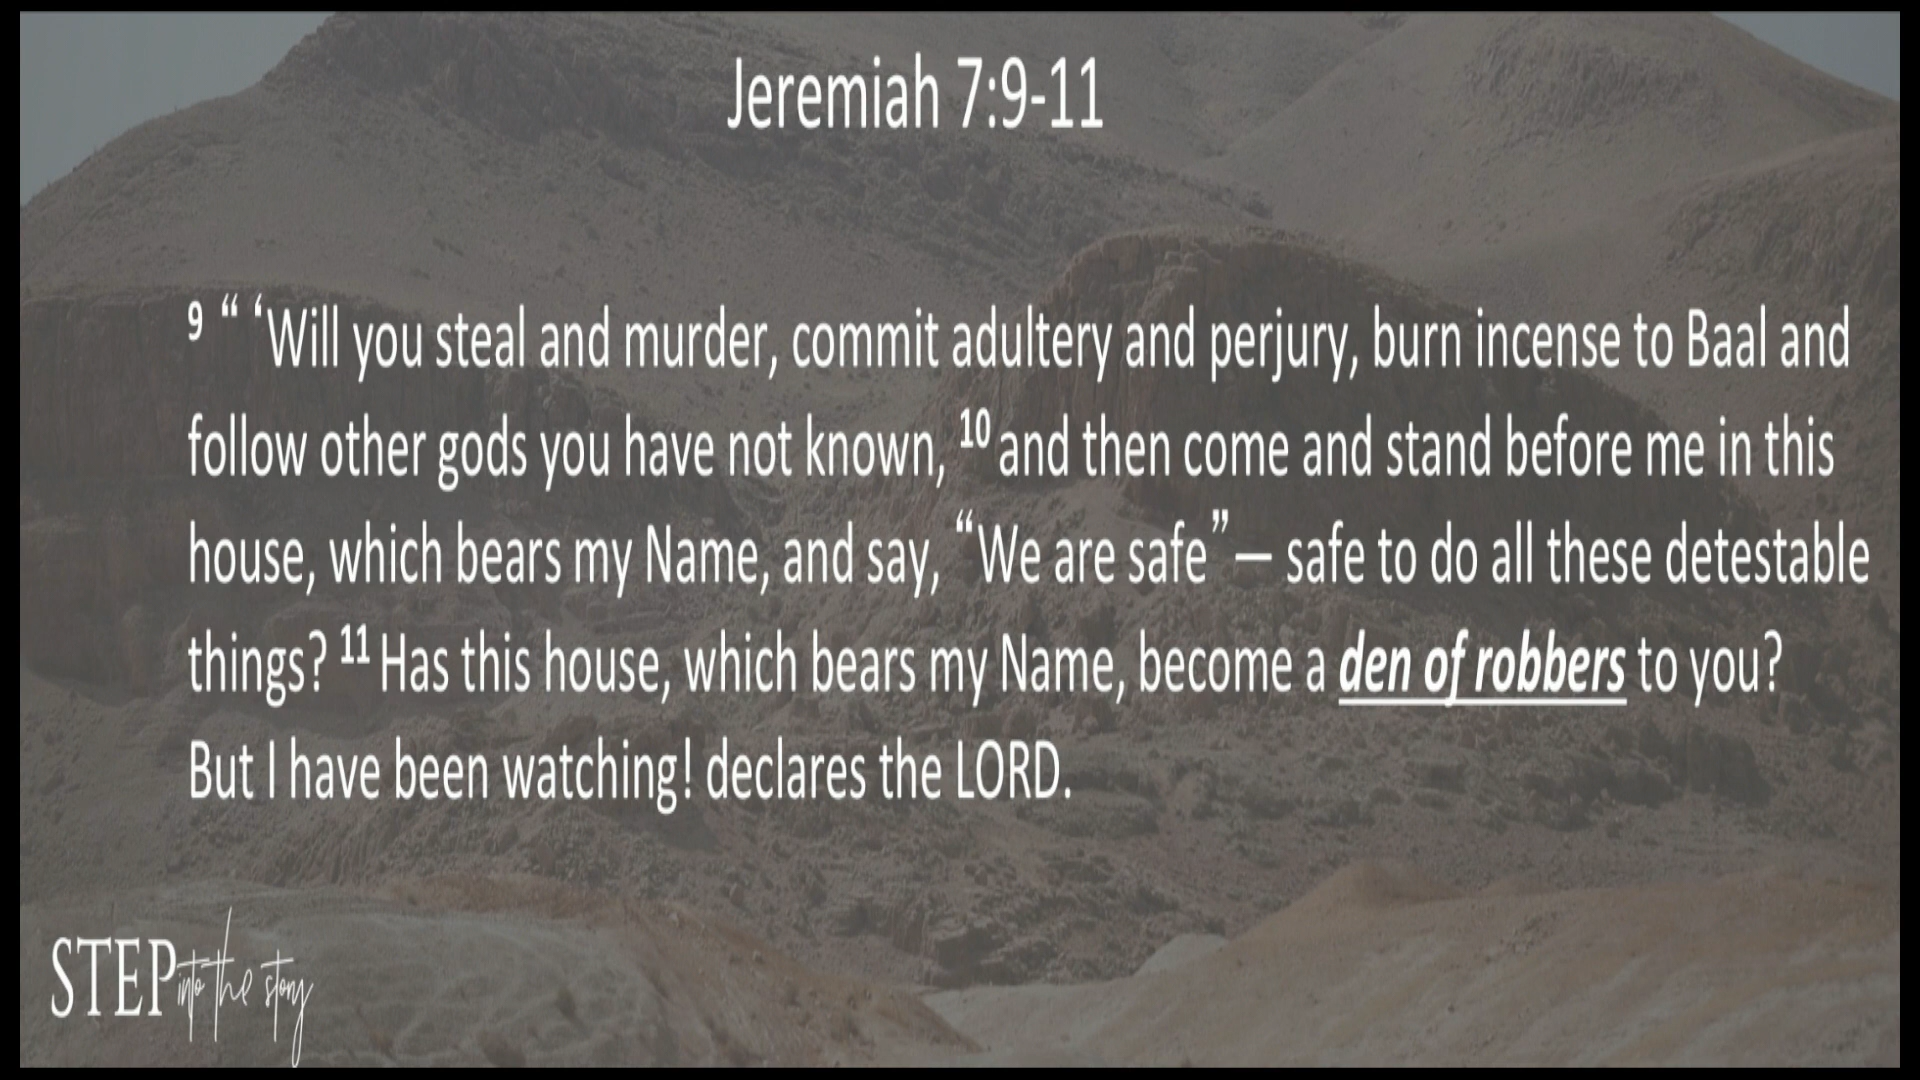 Jeremiah 7:9-11
9 “ ‘Will you steal and murder, commit adultery and perjury, burn incense to Baal and
follow other gods you have not known, 10 and then come and stand before me in this
house, which bears my Name, and say, “We are safe”— safe to do all these detestable
things? 11 Has this house, which bears my Name, become a den of robbers to you?
But I have been watching! declares the LORD.
STEP into the story